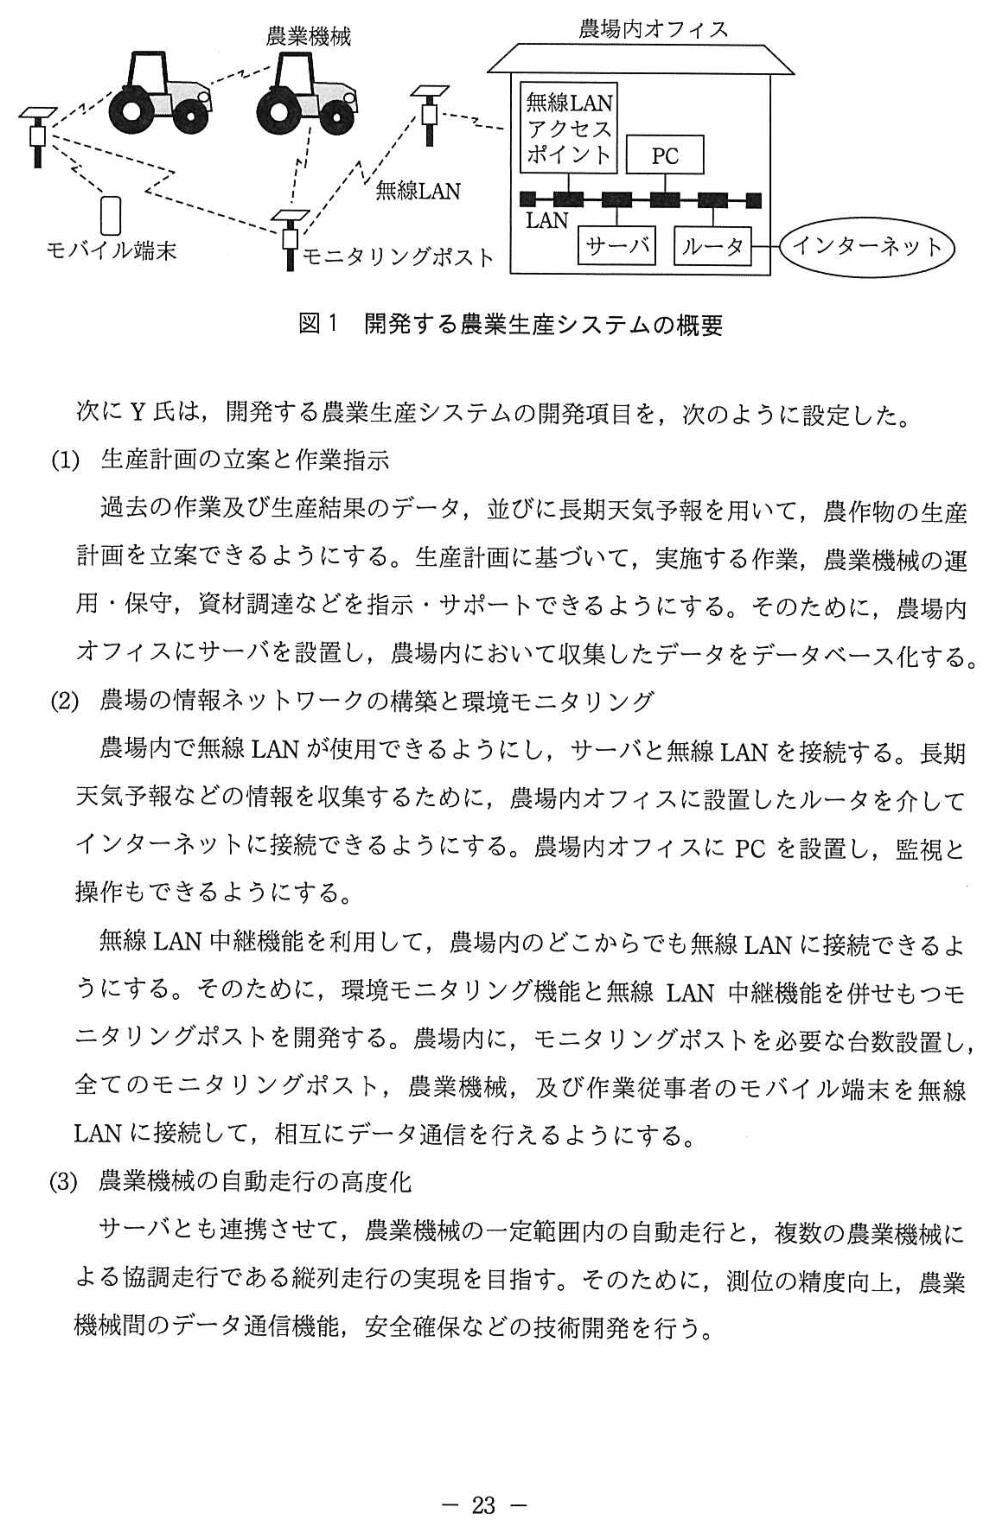 農業機械
農場内オフィス
無線LAN
アクセス
ポイント
PC
無線LAN
LAN
サーバ
ルータ
インターネット
モバイル端末
モニタリングポスト
図1　開発する農業生産システムの概要
次に Y 氏は，開発する農業生産システムの開発項目を，次のように設定した。
(1)　生産計画の立案と作業指示
過去の作業及び生産結果のデータ，並びに長期天気予報を用いて，農作物の生産
計画を立案できるようにする。生産計画に基づいて，実施する作業，農業機械の運
用・保守，資材調達などを指示・サポートできるようにする。そのために，農場内
オフィスにサーバを設置し，農場内において収集したデータをデータベース化する。
(2)　農場の情報ネットワークの構築と環境モニタリング
農場内で無線 LAN が使用できるようにし，サーバと無線 LAN を接続する。長期
天気予報などの情報を収集するために，農場内オフィスに設置したルータを介して
インターネットに接続できるようにする。農場内オフィスに PC を設置し，監視と
操作もできるようにする。
無線 LAN 中継機能を利用して，農場内のどこからでも無線 LAN に接続できるよ
うにする。そのために，環境モニタリング機能と無線 LAN 中継機能を併せもつモ
ニタリングポストを開発する。農場内に，モニタリングポストを必要な台数設置し，
全てのモニタリングポスト，農業機械，及び作業従事者のモバイル端末を無線
LAN に接続して，相互にデータ通信を行えるようにする。
(3)　農業機械の自動走行の高度化
サーバとも連携させて，農業機械の一定範囲内の自動走行と，複数の農業機械に
よる協調走行である縦列走行の実現を目指す。そのために，測位の精度向上，農業
機械間のデータ通信機能，安全確保などの技術開発を行う。
－ 23 －